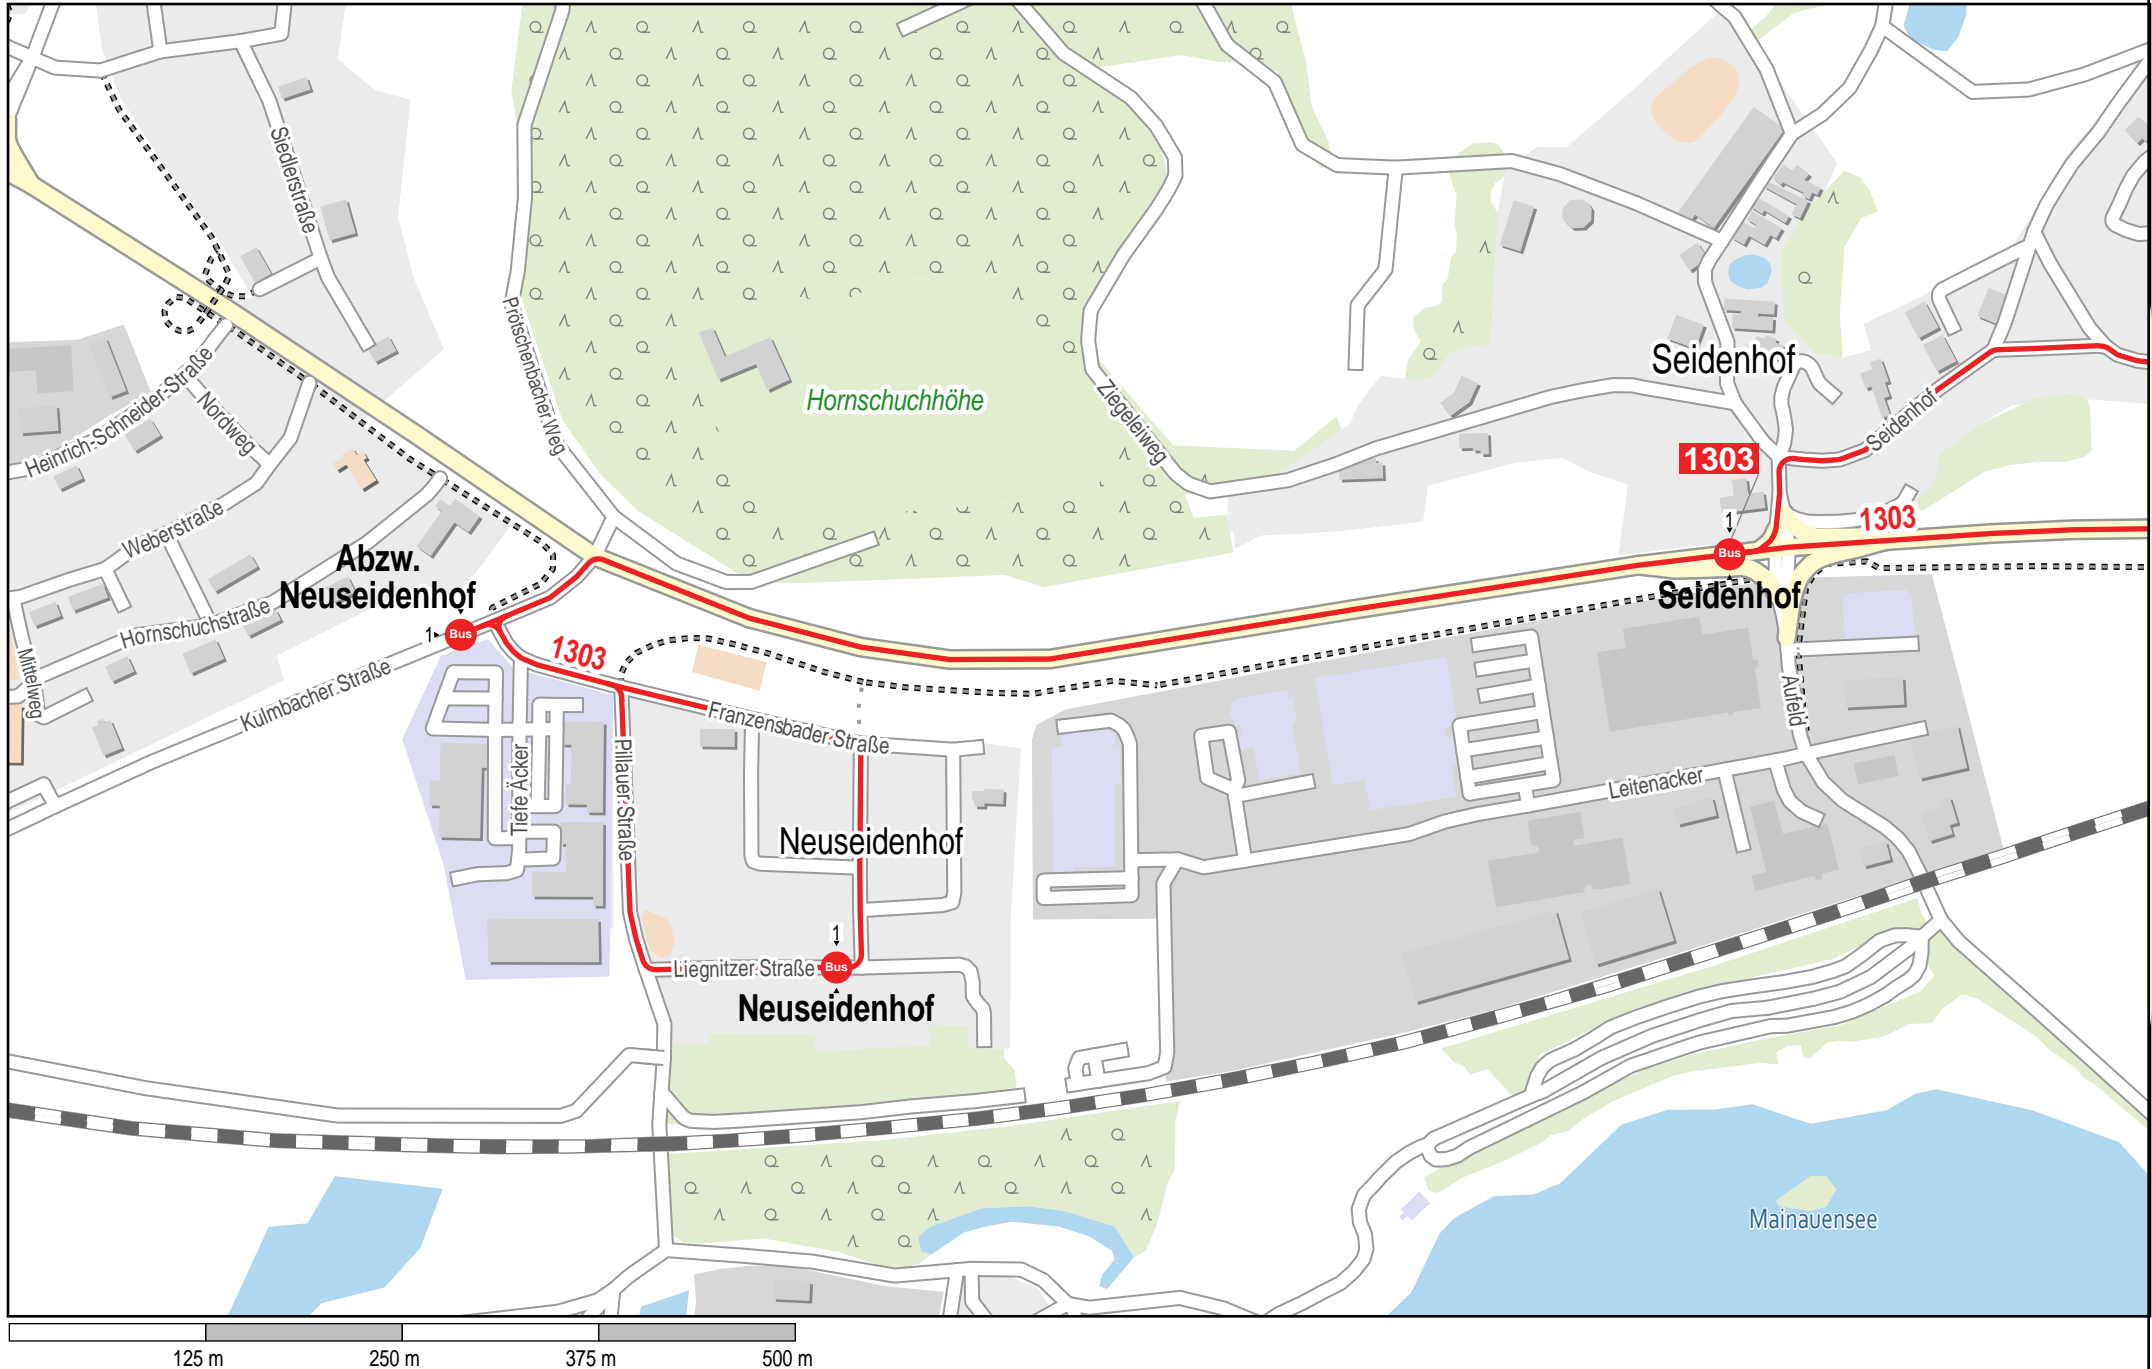 Siedlerstraße
Prötschenbacher Weg
Heinrich-Schneider-Straße
Nordweg
Hornschuchhöhe
Ziegeleiweg
Seidenhof
Seidenhof
1303
1303
1
Bus
Seidenhof
Weberstraße
Abzw.
Neuseidenhof
Hornschuchstraße
1
Bus
Mittelweg
Kulmbacher Straße
1303
Franzensbader Straße
Pillauer Straße
Tiefe Äcker
Aufeld
Leitenacker
Neuseidenhof
1
Liegnitzer Straße
Bus
Neuseidenhof
Mainauensee
125 m
250 m
375 m
500 m